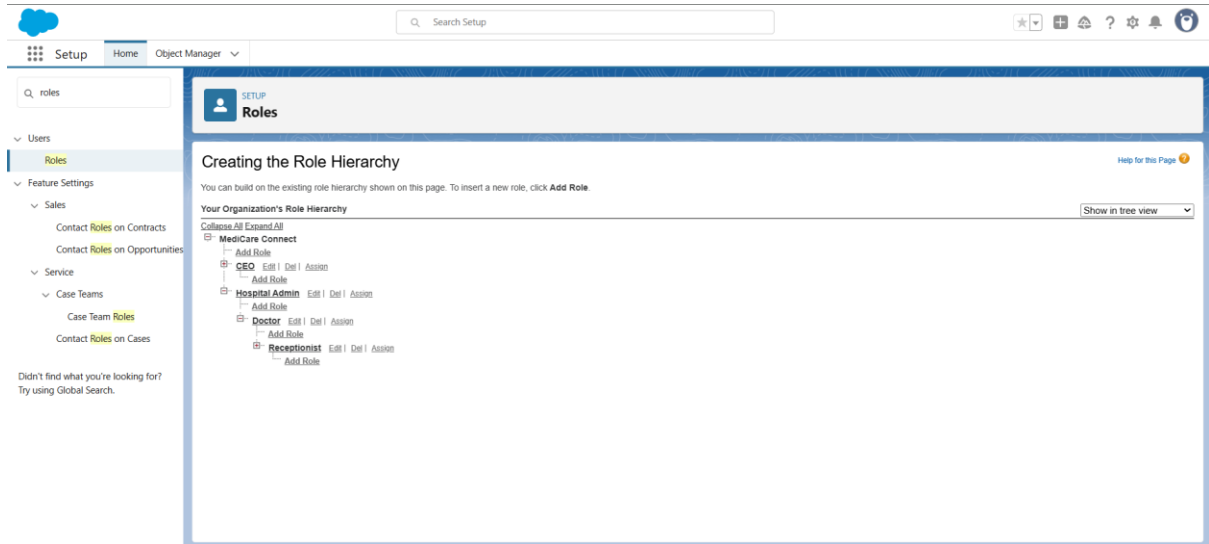 Search Setup
Setup Home Object Manager
roles
Users
Roles
Feature Settings
Sales
Contact Roles on Contracts
Contact Roles on Opportunities
Service
Case Teams
Case Team Roles
Contact Roles on Cases
Didn't find what you're looking for?
Try using Global Search.
SETUP
Roles
Creating the Role Hierarchy
Help for this Page ?
You can build on the existing role hierarchy shown on this page. To insert a new role, click Add Role.
Your Organization's Role Hierarchy
Show in tree view
Collapse All Expand All
MediCare Connect
Add Role
CEO Edit | Del | Assign
Add Role
Hospital Admin Edit | Del | Assign
Add Role
Doctor Edit | Del | Assign
Add Role
Receptionist Edit | Del | Assign
Add Role